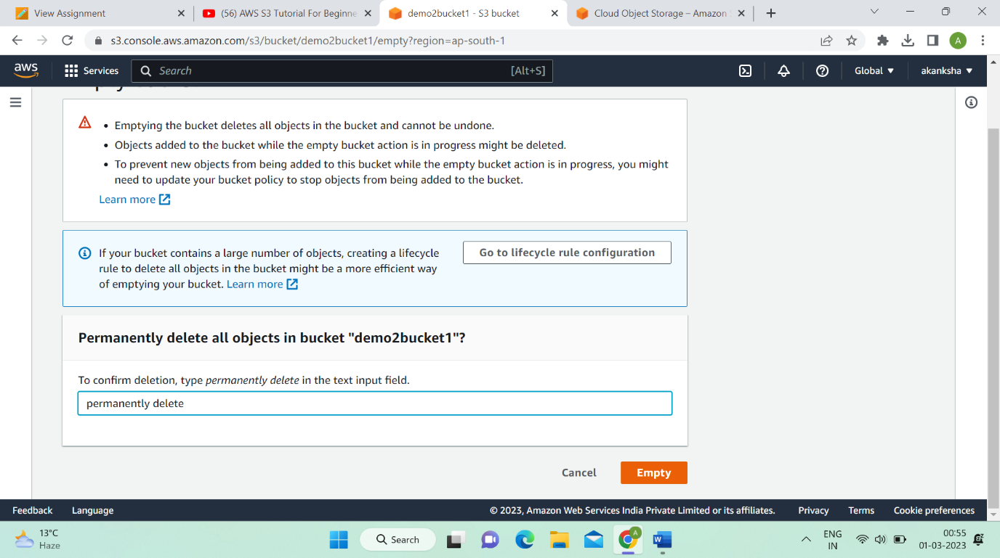 View Assignment
(56) AWS S3 Tutorial For Beginne
demo2bucket1 - S3 bucket
Cloud Object Storage – Amazon
s3.console.aws.amazon.com/s3/bucket/demo2bucket1/empty?region=ap-south-1
A
aws
Services
Search
[Alt+S]
Global
akanksha
Emptying the bucket deletes all objects in the bucket and cannot be undone.
Objects added to the bucket while the empty bucket action is in progress might be deleted.
To prevent new objects from being added to this bucket while the empty bucket action is in progress, you might
need to update your bucket policy to stop objects from being added to the bucket.
Learn more
If your bucket contains a large number of objects, creating a lifecycle
rule to delete all objects in the bucket might be a more efficient way
of emptying your bucket. Learn more
Go to lifecycle rule configuration
Permanently delete all objects in bucket "demo2bucket1"?
To confirm deletion, type permanently delete in the text input field.
permanently delete
Cancel
Empty
Feedback
Language
© 2023, Amazon Web Services India Private Limited or its affiliates.
Privacy
Terms
Cookie preferences
13°C
Haze
Search
A
W
ENG
IN
00:55
01-03-2023